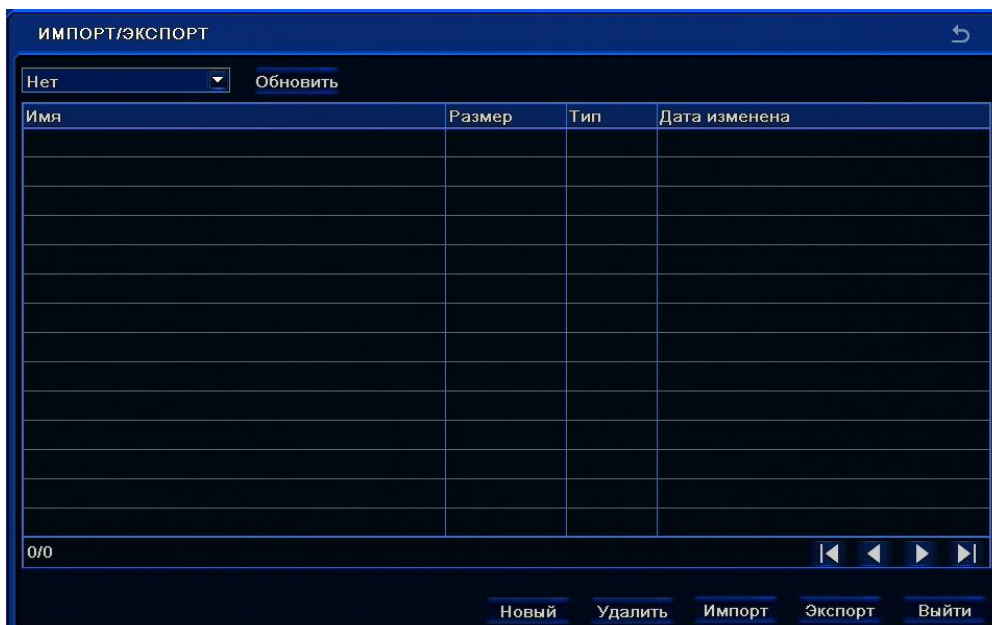 ИМПОРТ/ЭКСПОРТ
Нет Обновить
Имя Размер Тип Дата изменена
0/0
Новый Удалить Импорт Экспорт Выйти